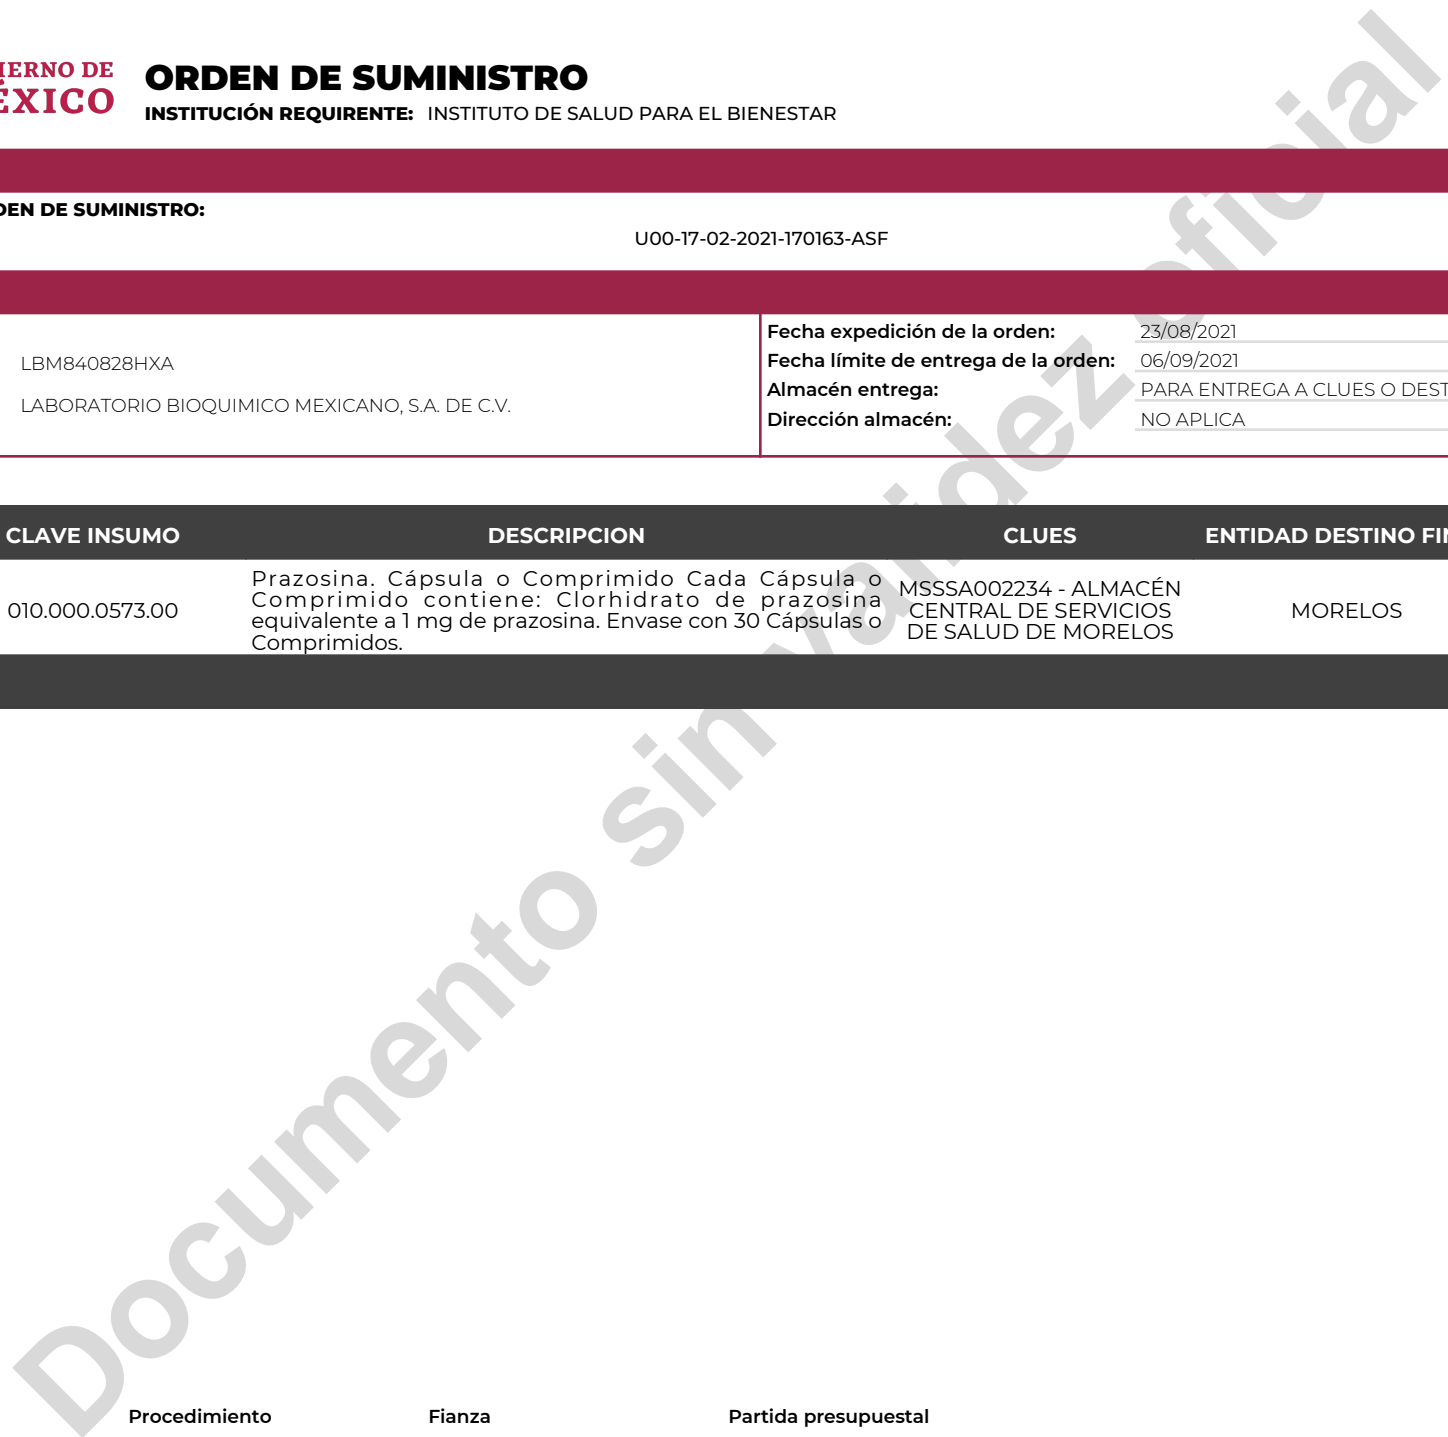 IERNO DE
ÉXICO
ORDEN DE SUMINISTRO
INSTITUCIÓN REQUIRENTE: INSTITUTO DE SALUD PARA EL BIENESTAR
DEN DE SUMINISTRO:
U00-17-02-2021-170163-ASF
LBM840828HXA
LABORATORIO BIOQUIMICO MEXICANO, S.A. DE C.V.
Fecha expedición de la orden: 23/08/2021
Fecha límite de entrega de la orden: 06/09/2021
Almacén entrega: PARA ENTREGA A CLUES O DEST
Dirección almacén: NO APLICA
CLAVE INSUMO DESCRIPCION CLUES ENTIDAD DESTINO FIN
010.000.0573.00
Prazosina. Cápsula o Comprimido Cada Cápsula o
Comprimido contiene: Clorhidrato de prazosina
equivalente a 1 mg de prazosina. Envase con 30 Cápsulas o
Comprimidos.
MSSSA002234 - ALMACÉN
CENTRAL DE SERVICIOS
DE SALUD DE MORELOS
MORELOS
Documento sin validez oficial
Procedimiento Fianza Partida presupuestal